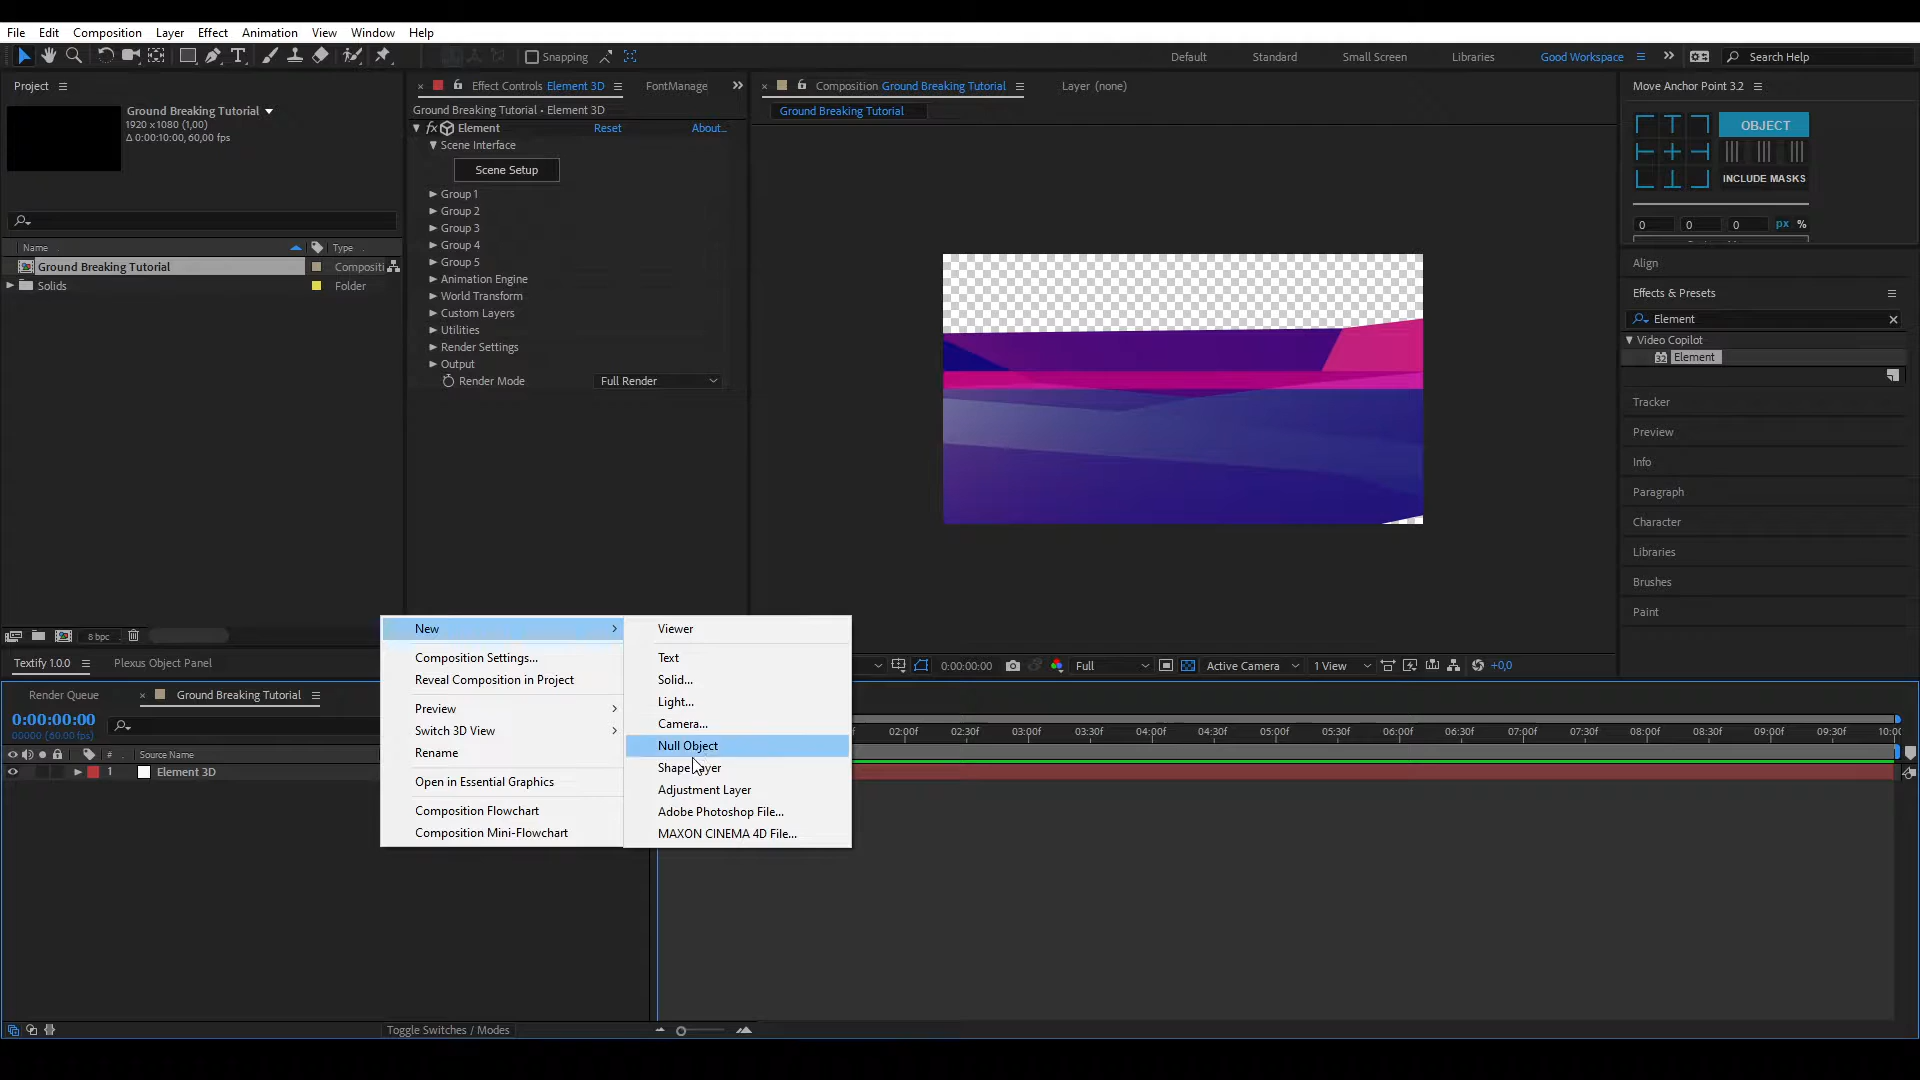 File Edit Composition Layer Effect Animation View Window Help
Snapping
Default Standard Small Screen Libraries Good Workspace Search Help
Project
Ground Breaking Tutorial
1920 x1080 (1,00)
Δ 0:00:10:00, 60,00 fps
Name Type
Ground Breaking Tutorial Compositi
Solids Folder
8 bpc
Effect Controls Element 3D FontManage
Ground Breaking Tutorial • Element 3D
fx Element Reset About...
Scene Interface
Scene Setup
Group 1
Group 2
Group 3
Group 4
Group 5
Animation Engine
World Transform
Custom Layers
Utilities
Render Settings
Output
Render Mode Full Render
Composition Ground Breaking Tutorial Layer (none)
Ground Breaking Tutorial
0:00:00:00 Full Active Camera 1 View +0,0
Move Anchor Point 3.2
OBJECT
INCLUDE MASKS
0 0 0 px %
Align
Effects & Presets
Element
Video Copilot
32 Element
Tracker
Preview
Info
Paragraph
Character
Libraries
Brushes
Paint
Textify 1.0.0 Plexus Object Panel
Render Queue Ground Breaking Tutorial
0:00:00:00
00000 (60.00 fps)
# Source Name
1 Element 3D
02:00f 02:30f 03:00f 03:30f 04:00f 04:30f 05:00f 05:30f 06:00f 06:30f 07:00f 07:30f 08:00f 08:30f 09:00f 09:30f 10:00
New
Composition Settings...
Reveal Composition in Project
Preview
Switch 3D View
Rename
Open in Essential Graphics
Composition Flowchart
Composition Mini-Flowchart
Viewer
Text
Solid...
Light...
Camera...
Null Object
Shape Layer
Adjustment Layer
Adobe Photoshop File...
MAXON CINEMA 4D File...
Toggle Switches / Modes